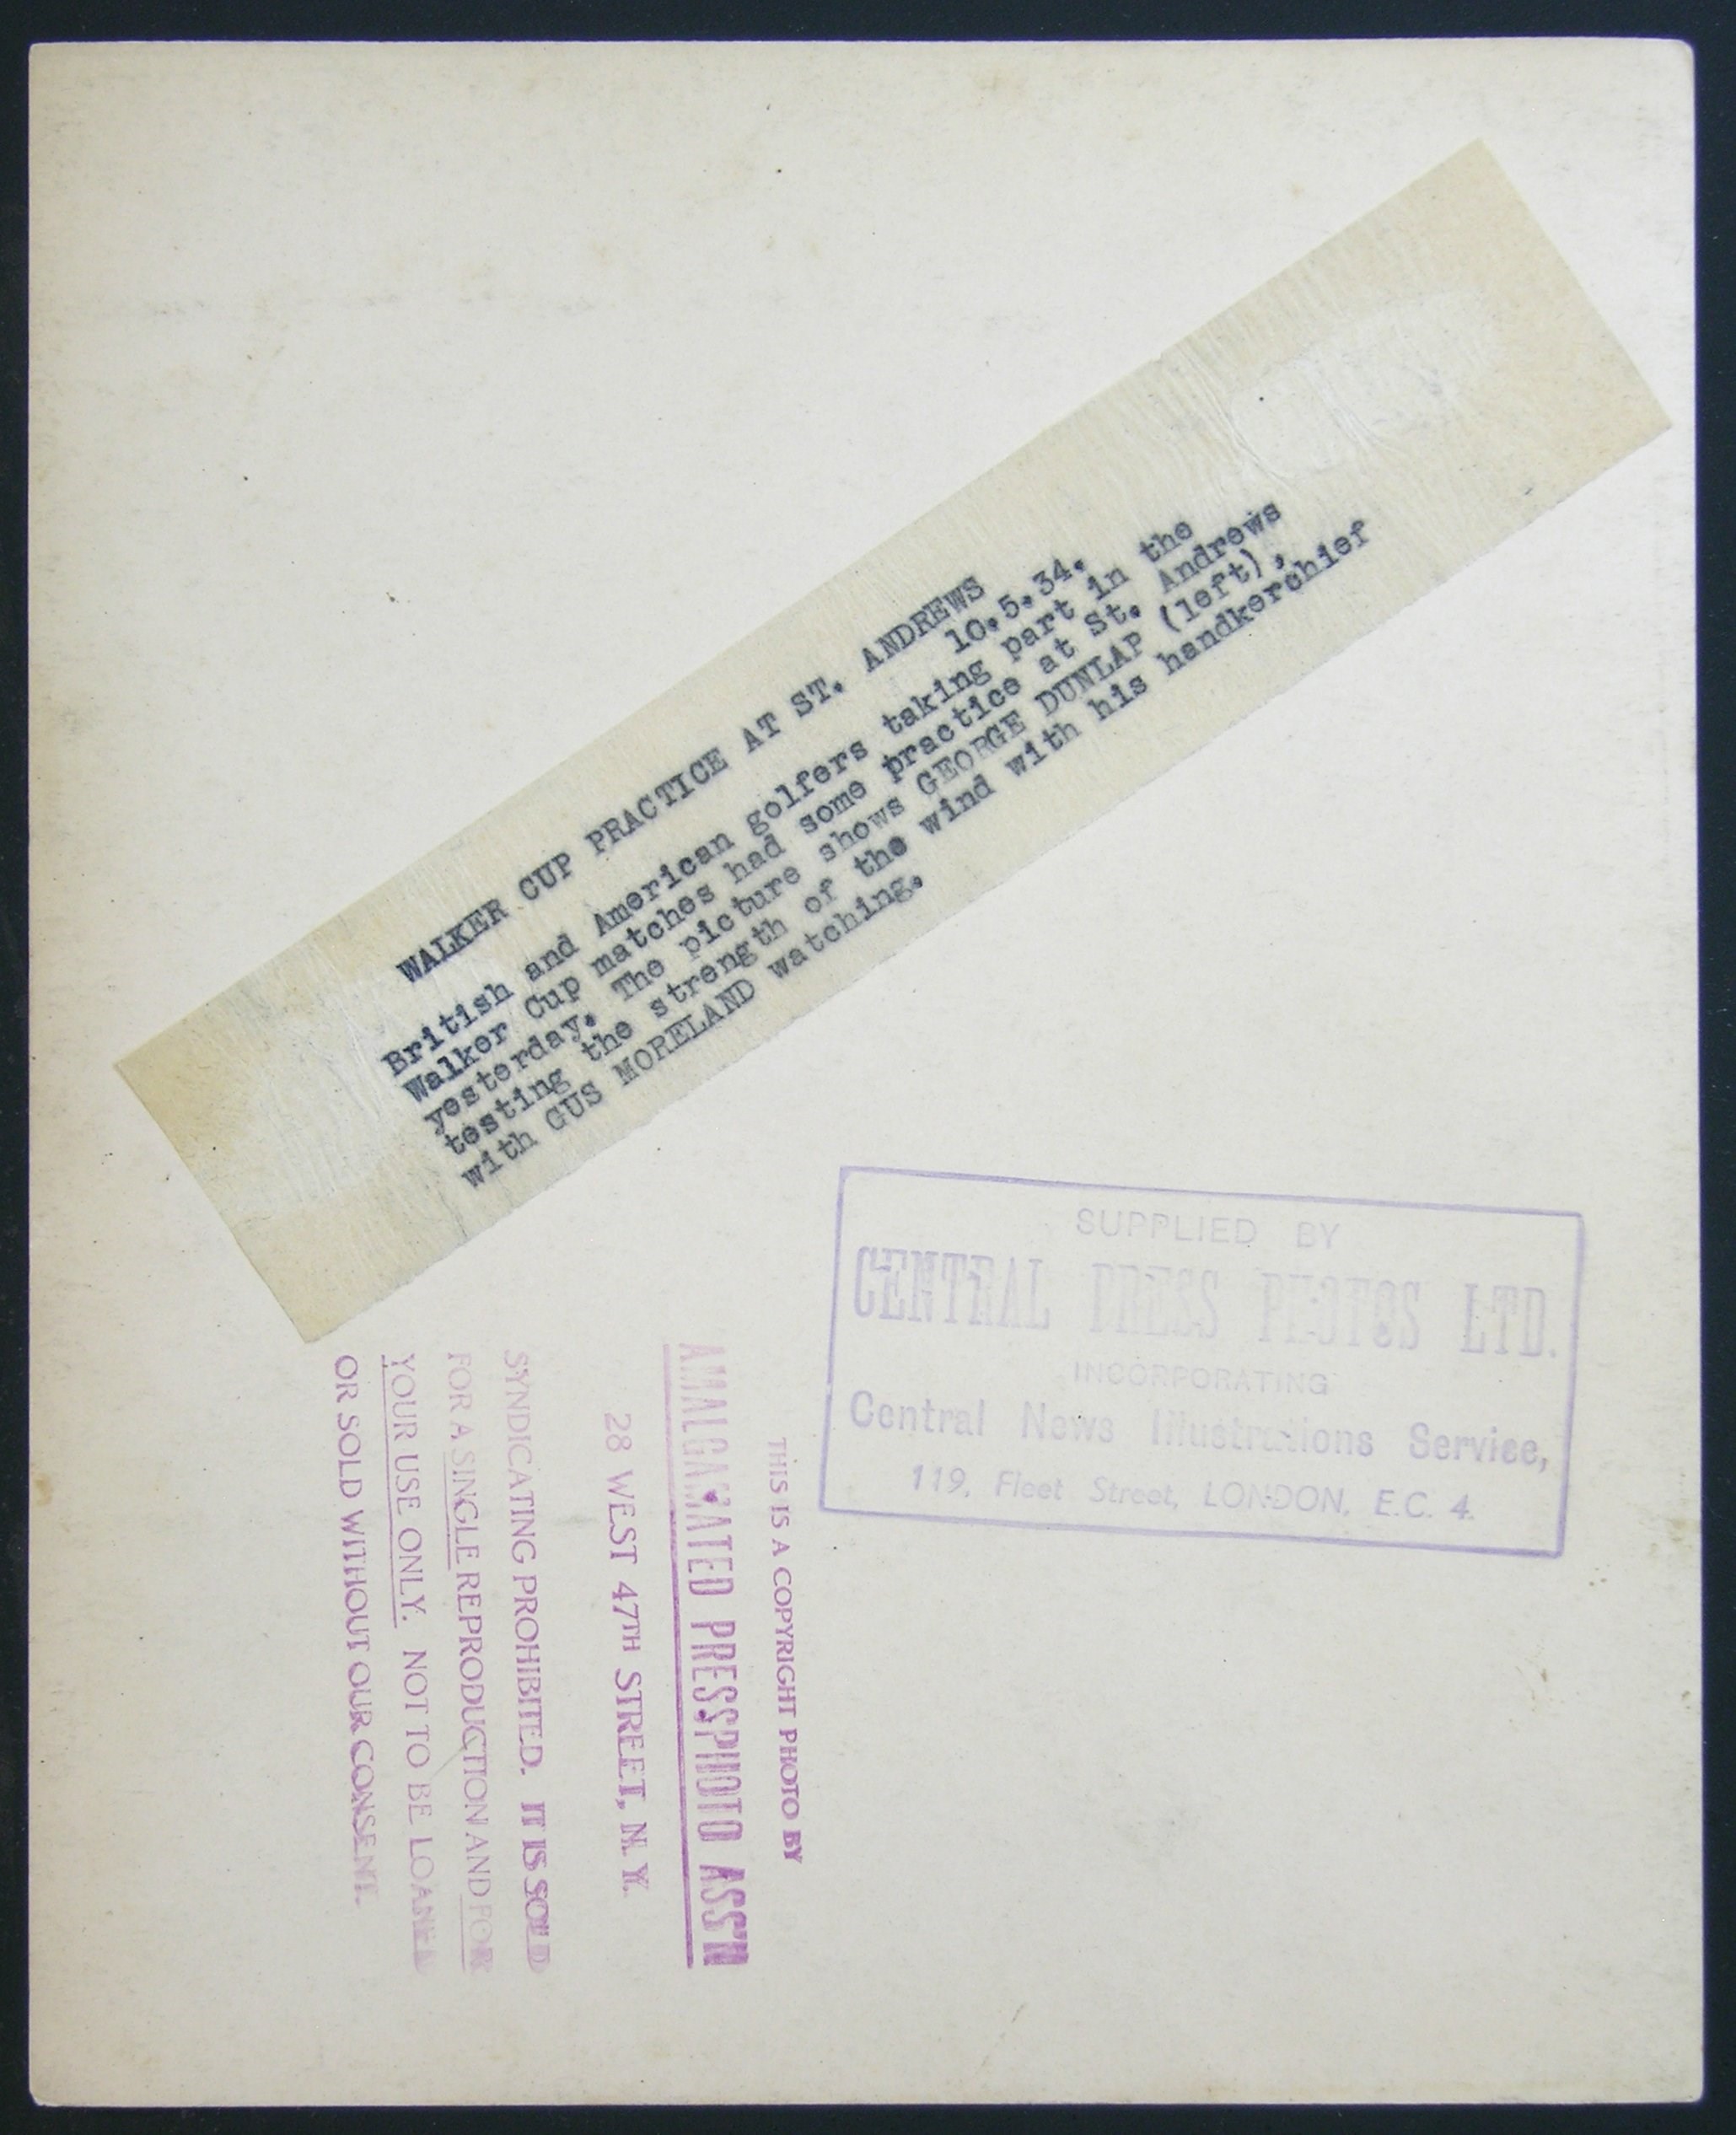 WALKER CUP PRACTICE AT ST. ANDREWS
10.5.34.
British and American golfers taking part in the
Walker Cup matches had some practice at St. Andrews
yesterday. The picture shows GEORGE DUNLAP (left),
testing the strength of the wind with his handkerchief
with GUS MORELAND watching.
SUPPLIED BY
CENTRAL PRESS PHOTOS LTD.
INCORPORATING
Central News Illustrations Service,
119, Fleet Street, LONDON, E.C. 4.
THIS IS A COPYRIGHT PHOTO BY
AMALGAMATED PRESSPHOTO ASS'N
28 WEST 47TH STREET, N. Y.
SYNDICATING PROHIBITED. IT IS SOLD
FOR A SINGLE REPRODUCTION AND FOR
YOUR USE ONLY. NOT TO BE LOANED
OR SOLD WITHOUT OUR CONSENT.